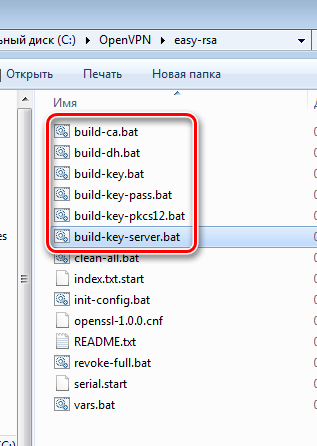 ьный диск (C:) ▸ OpenVPN ▸ easy-rsa
Открыть Печать Новая папка
Имя
build-ca.bat
build-dh.bat
build-key.bat
build-key-pass.bat
build-key-pkcs12.bat
build-key-server.bat
clean-all.bat
index.txt.start
init-config.bat
openssl-1.0.0.cnf
README.txt
revoke-full.bat
serial.start
vars.bat